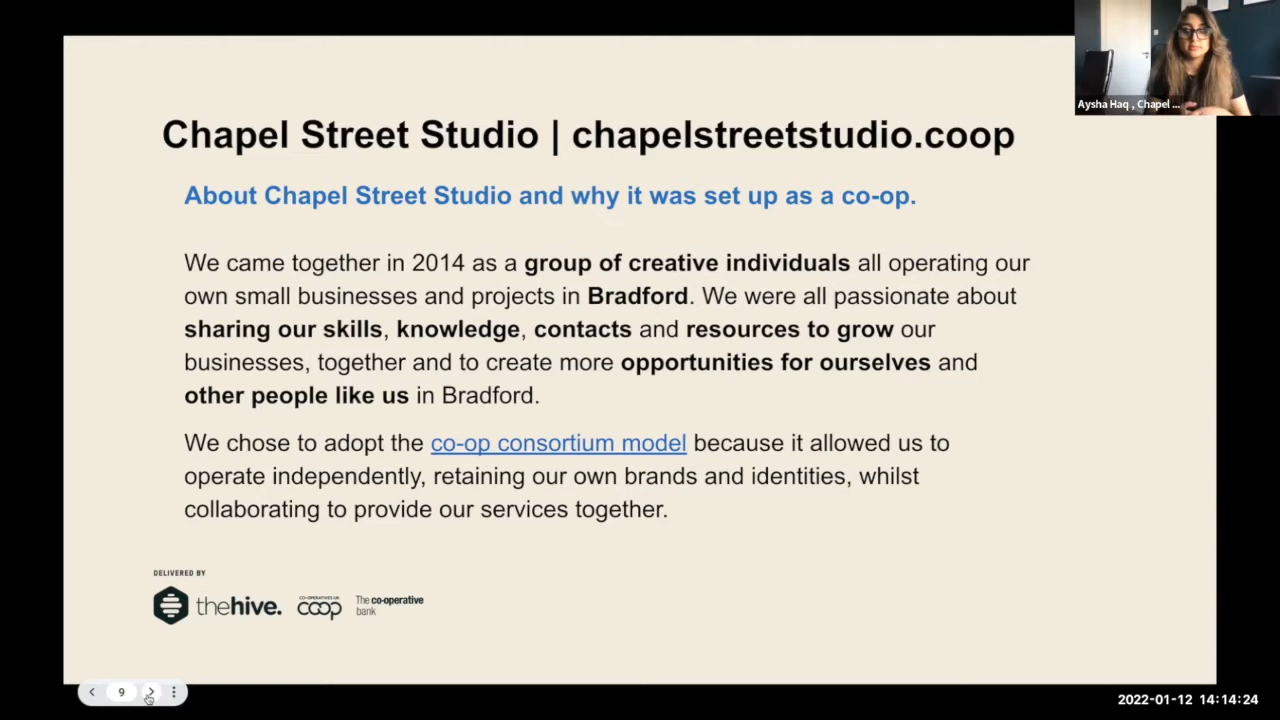 Aysha Haq , Chapel ...
Chapel Street Studio | chapelstreetstudio.coop
About Chapel Street Studio and why it was set up as a co-op.
We came together in 2014 as a group of creative individuals all operating our
own small businesses and projects in Bradford. We were all passionate about
sharing our skills, knowledge, contacts and resources to grow our
businesses, together and to create more opportunities for ourselves and
other people like us in Bradford.
We chose to adopt the co-op consortium model because it allowed us to
operate independently, retaining our own brands and identities, whilst
collaborating to provide our services together.
DELIVERED BY
thehive.
CO-OPERATIVES UK
coop
The co-operative
bank
9
2022-01-12 14:14:24